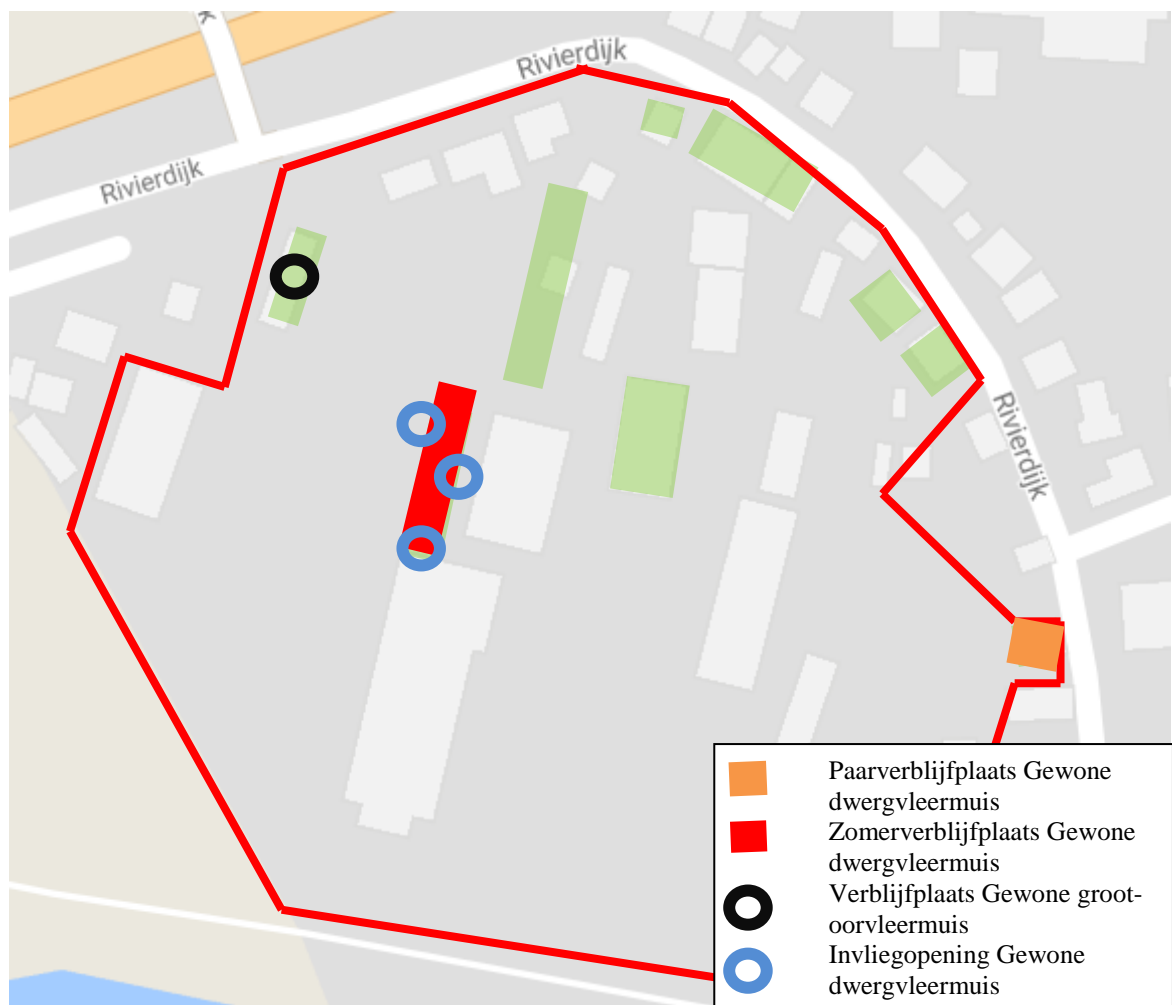 K
Rivierdijk
Rivierdijk
Rivierdijk
Paarverblijfplaats Gewone
dwergvleermuis
Zomerverblijfplaats Gewone
dwergvleermuis
Verblijfplaats Gewone groot-
oorvleermuis
Invliegopening Gewone
dwergvleermuis